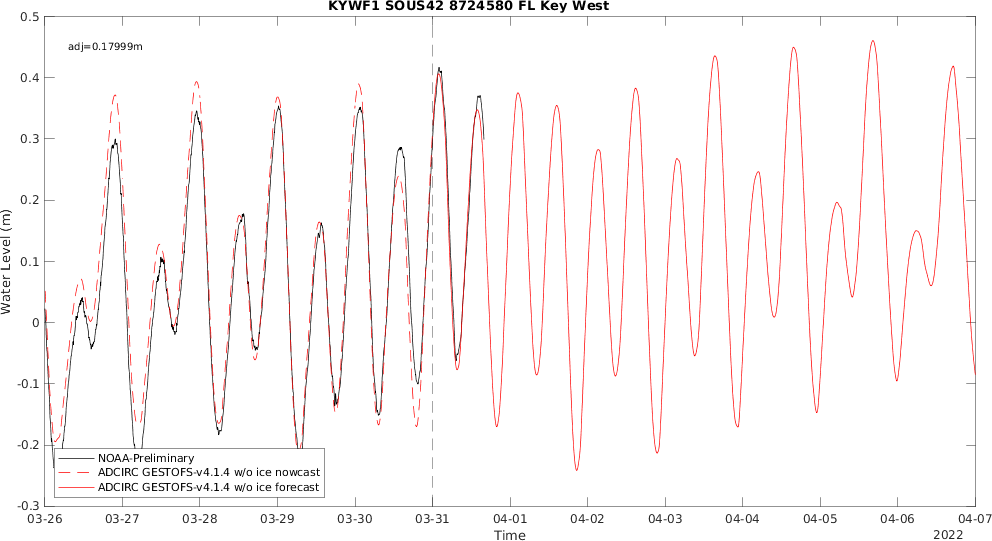 KYWF1 SOUS42 8724580 FL Key West
adj=0.17999m
0.5
0.4
0.3
0.2
0.1
0
-0.1
-0.2
-0.3
Water Level (m)
NOAA-Preliminary
ADCIRC GESTOFS-v4.1.4 w/o ice nowcast
ADCIRC GESTOFS-v4.1.4 w/o ice forecast
03-26 03-27 03-28 03-29 03-30 03-31 04-01 04-02 04-03 04-04 04-05 04-06 04-07
Time
2022